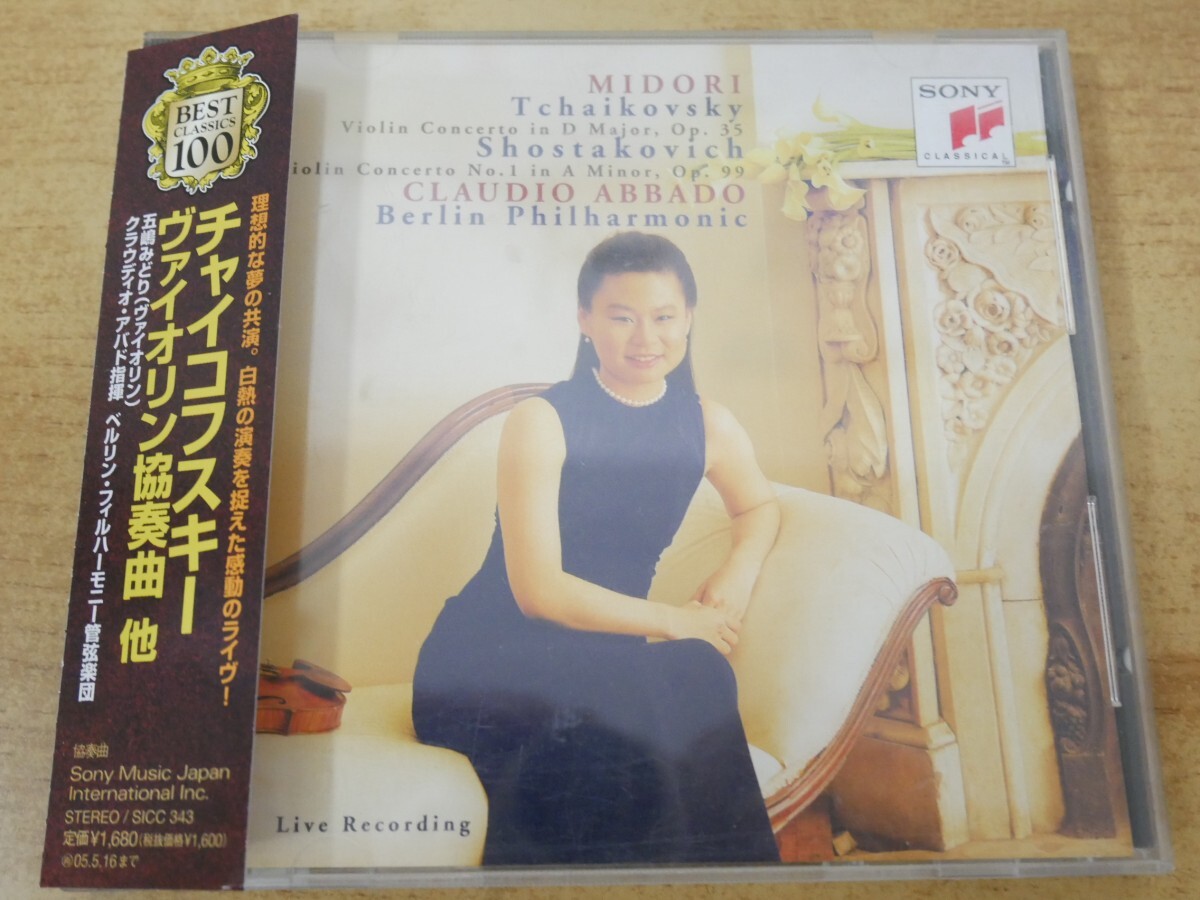 BEST
CLASSICS
100
理想的な夢の共演。白熱の演奏を捉えた感動のライヴ!
チャイコフスキー
ヴァイオリン協奏曲 他
五嶋みどり(ヴァイオリン)
クラウディオ・アバド指揮 ベルリン・フィルハーモニー管弦楽団
協奏曲
Sony Music Japan
International Inc.
STEREO / SICC 343
定価¥1,680(税抜価格¥1,600)
05.5.16まで
MIDORI
Tchaikovsky
Violin Concerto in D Major, Op. 35
Shostakovich
iolin Concerto No.1 in A Minor, Op. 99
CLAUDIO ABBADO
Berlin Philharmonic
SONY
CLASSICAL
Live Recording